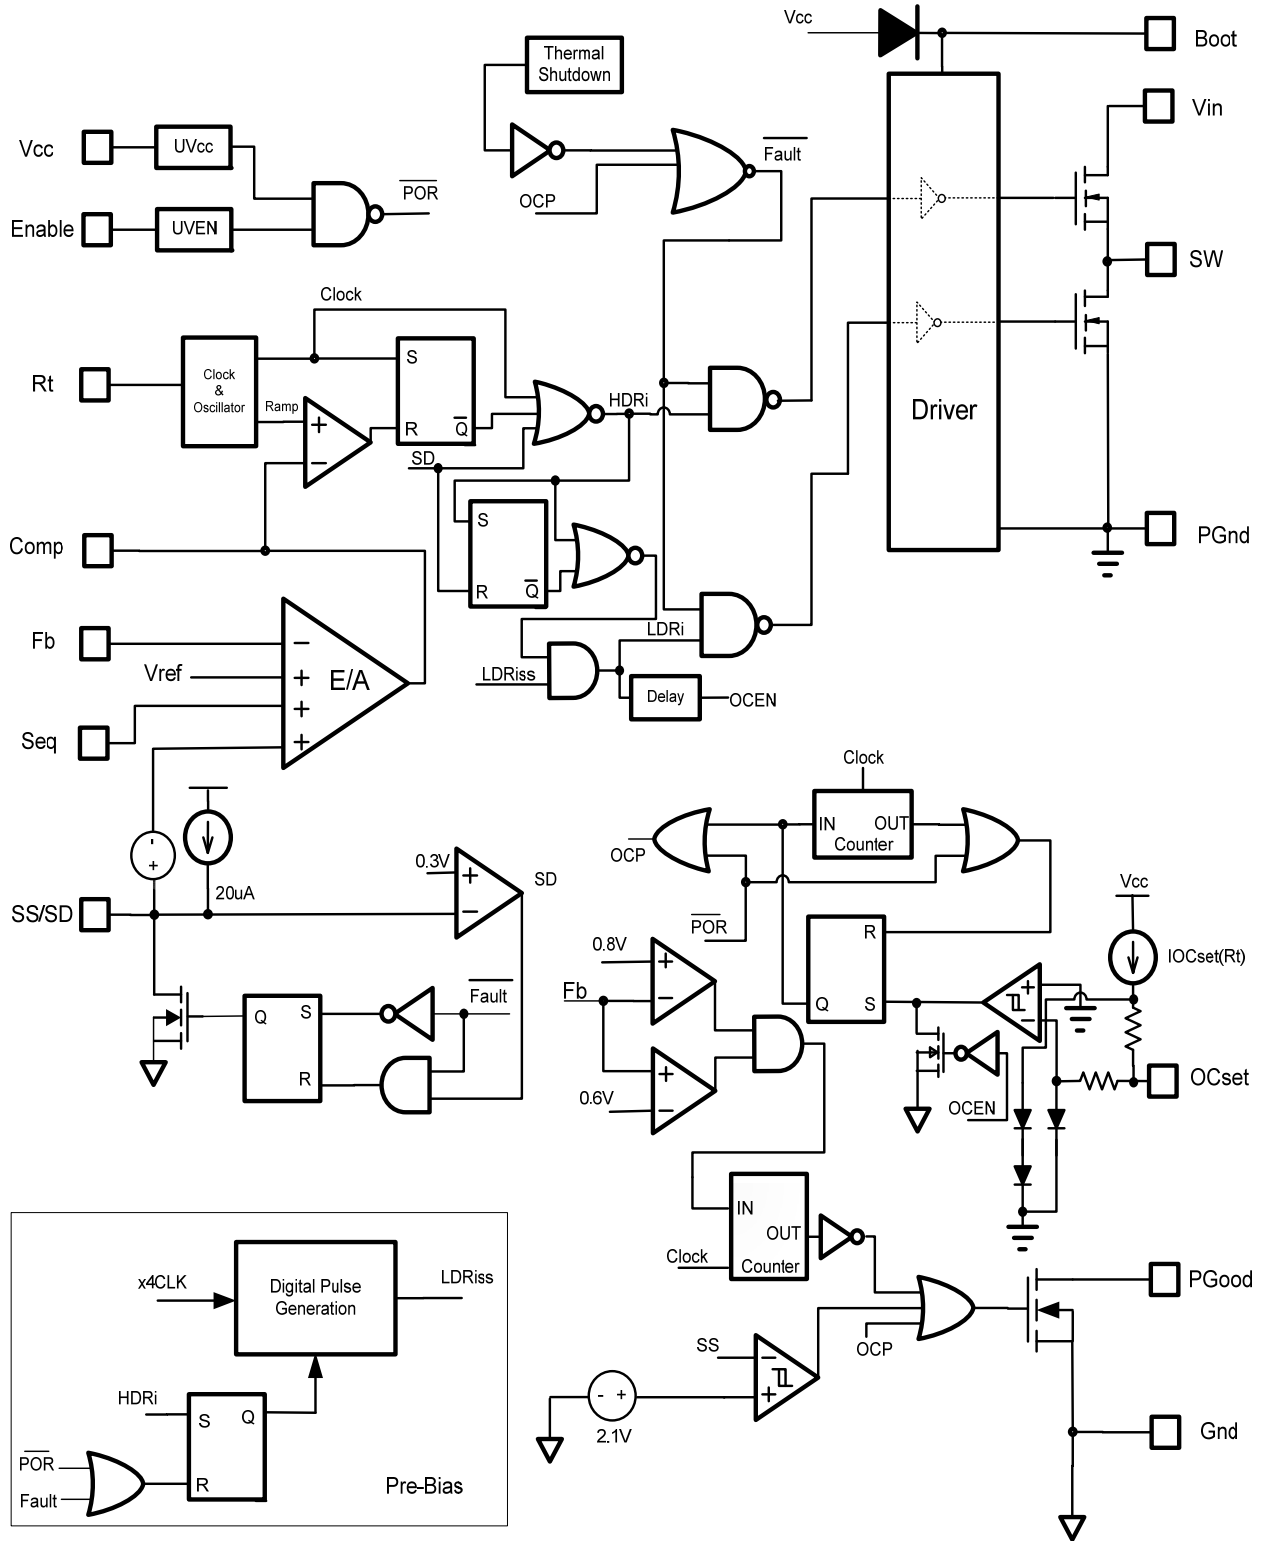 Vcc
Boot
Thermal
Shutdown
Vin
Vcc
UVcc
Fault
POR
OCP
Enable
UVEN
SW
Clock
Rt
Clock
&
Oscillator
Ramp
S
R
Q
HDRi
Driver
SD
S
R
Q
Comp
PGnd
Fb
Vref
E/A
Seq
LDRi
LDRiss
Delay
OCEN
Clock
IN
OUT
Counter
OCP
20uA
0.3V
SD
SS/SD
POR
Vcc
IOCset(Rt)
R
Q
S
0.8V
Fb
0.6V
Q
S
R
Fault
OCset
OCEN
IN
OUT
Counter
Clock
x4CLK
Digital Pulse
Generation
LDRiss
PGood
SS
OCP
2.1V
HDRi
S
Q
R
POR
Fault
Pre-Bias
Gnd